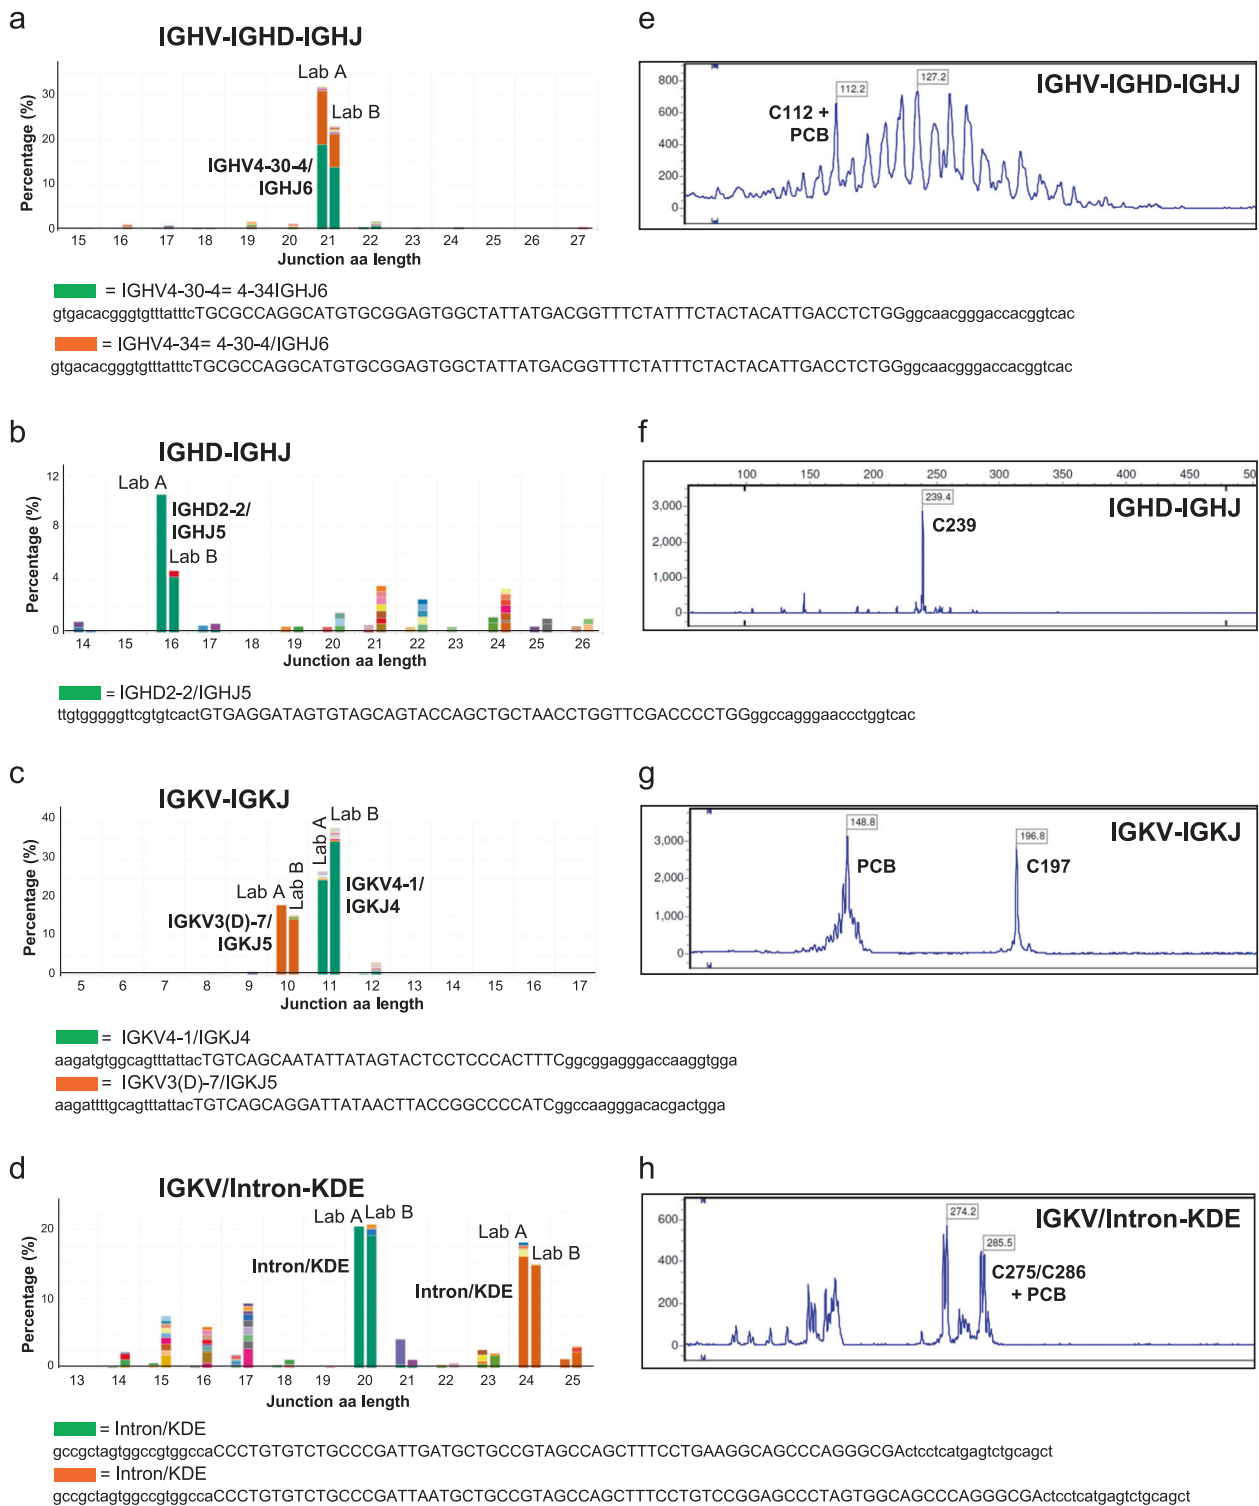 a
IGHV-IGHD-IGHJ
Lab A
Lab B
IGHV4-30-4/
IGHJ6
Percentage (%)
30
20
10
0
15 16 17 18 19 20 21 22 23 24 25 26 27
Junction aa length
= IGHV4-30-4= 4-34IGHJ6
gtgacacgggtgtttatttcTGCGCCAGGCATGTGCGGAGTGGCTATTATGACGGTTTCTATTTCTACTACATTGACCTCTGGggcaacgggaccacggtcac
= IGHV4-34= 4-30-4/IGHJ6
gtgacacgggtgtttatttcTGCGCCAGGCATGTGCGGAGTGGCTATTATGACGGTTTCTATTTCTACTACATTGACCTCTGGggcaacgggaccacggtcac
e
IGHV-IGHD-IGHJ
800
600
400
200
0
112.2
127.2
C112 +
PCB
b
IGHD-IGHJ
Lab A
IGHD2-2/
IGHJ5
Lab B
Percentage (%)
12
8
4
0
14 15 16 17 18 19 20 21 22 23 24 25 26
Junction aa length
= IGHD2-2/IGHJ5
ttgtgggggttcgtgtcactGTGAGGATAGTGTAGCAGTACCAGCTGCTAACCTGGTTCGACCCCTGGggccagggaaccctggtcac
f
100 150 200 250 300 350 400 450 50
IGHD-IGHJ
3,000
2,000
1,000
0
239.4
C239
c
IGKV-IGKJ
Lab A
Lab B
Lab A
Lab B
IGKV4-1/
IGKJ4
IGKV3(D)-7/
IGKJ5
Percentage (%)
40
30
20
10
0
5 6 7 8 9 10 11 12 13 14 15 16 17
Junction aa length
= IGKV4-1/IGKJ4
aagatgtggcagtttattacTGTCAGCAATATTATAGTACTCCTCCCACTTTCggcggagggaccaaggtgga
= IGKV3(D)-7/IGKJ5
aagattttgcagtttattacTGTCAGCAGGATTATAACTTACCGGCCCCATCggccaagggacacgactgga
g
IGKV-IGKJ
3,000
2,000
1,000
0
148.8
196.8
PCB
C197
d
IGKV/Intron-KDE
Lab A
Lab B
Intron/KDE
Lab A
Lab B
Intron/KDE
Percentage (%)
20
10
0
13 14 15 16 17 18 19 20 21 22 23 24 25
Junction aa length
= Intron/KDE
gccgctagtggccgtggccaCCCTGTGTCTGCCCGATTGATGCTGCCGTAGCCAGCTTTCCTGAAGGCAGCCCAGGGCGActcctcatgagtctgcagct
= Intron/KDE
gccgctagtggccgtggccaCCCTGTGTCTGCCCGATTAATGCTGCCGTAGCCAGCTTTCCTGTCCGGAGCCCTAGTGGCAGCCCAGGGCGActcctcatgagtctgcagct
h
IGKV/Intron-KDE
600
400
200
0
274.2
285.5
C275/C286
+ PCB